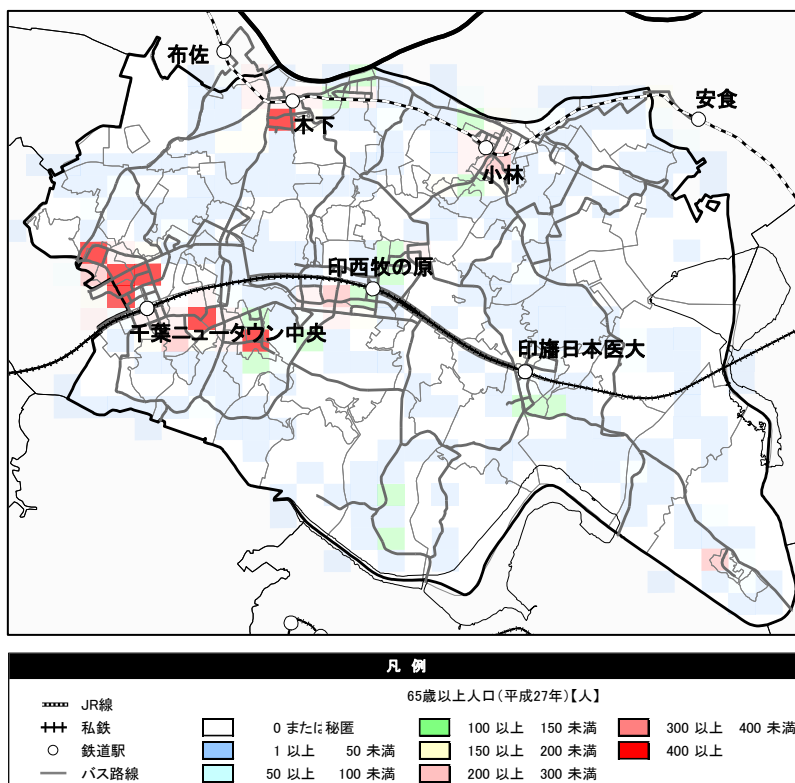 布佐
木下
安食
小林
印西牧の原
千葉ニュータウン中央
印旛日本医大
凡 例
65歳以上人口(平成27年)【人】
JR線
私鉄
鉄道駅
バス路線
0 または秘匿
1 以上 50 未満
50 以上 100 未満
100 以上 150 未満
150 以上 200 未満
200 以上 300 未満
300 以上 400 未満
400 以上